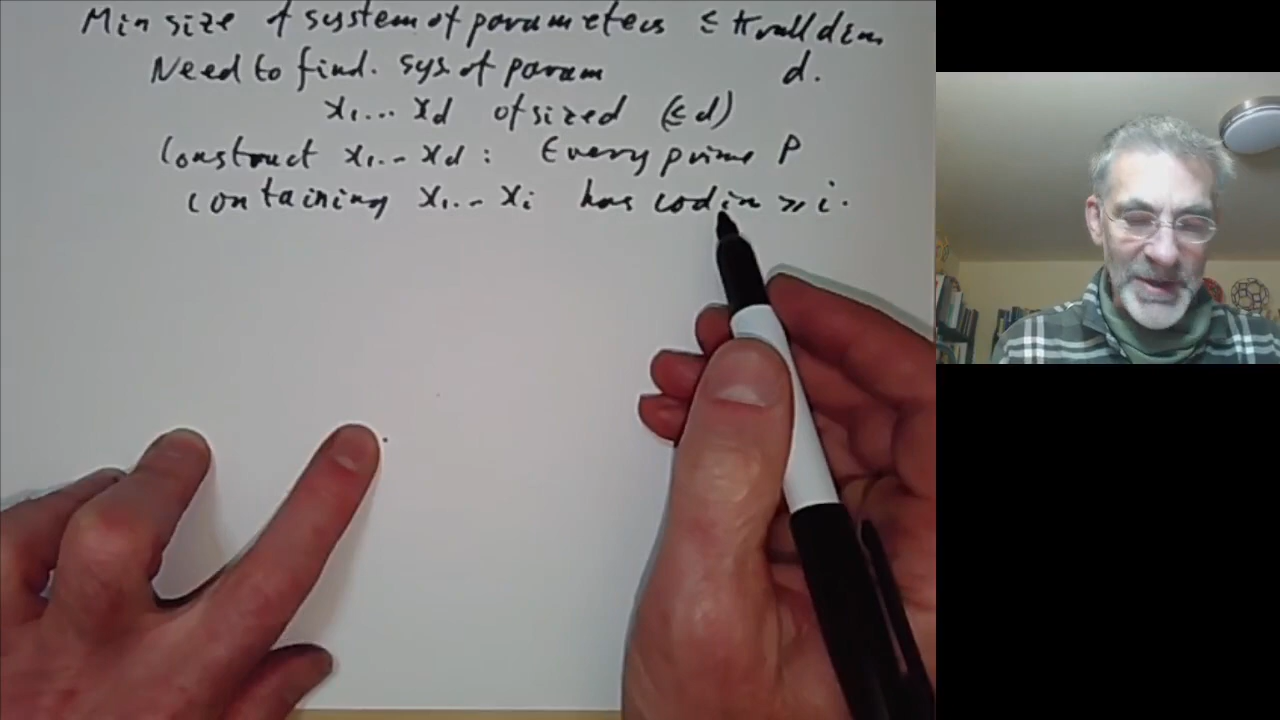 Min size of system of parameters ≤ Krull dim
Need to find. sys of param d.
x₁... x_d of size d (≤ d)
Construct x₁.. x_d : Every prime P
containing x₁.. x_i has codim ≥ i.